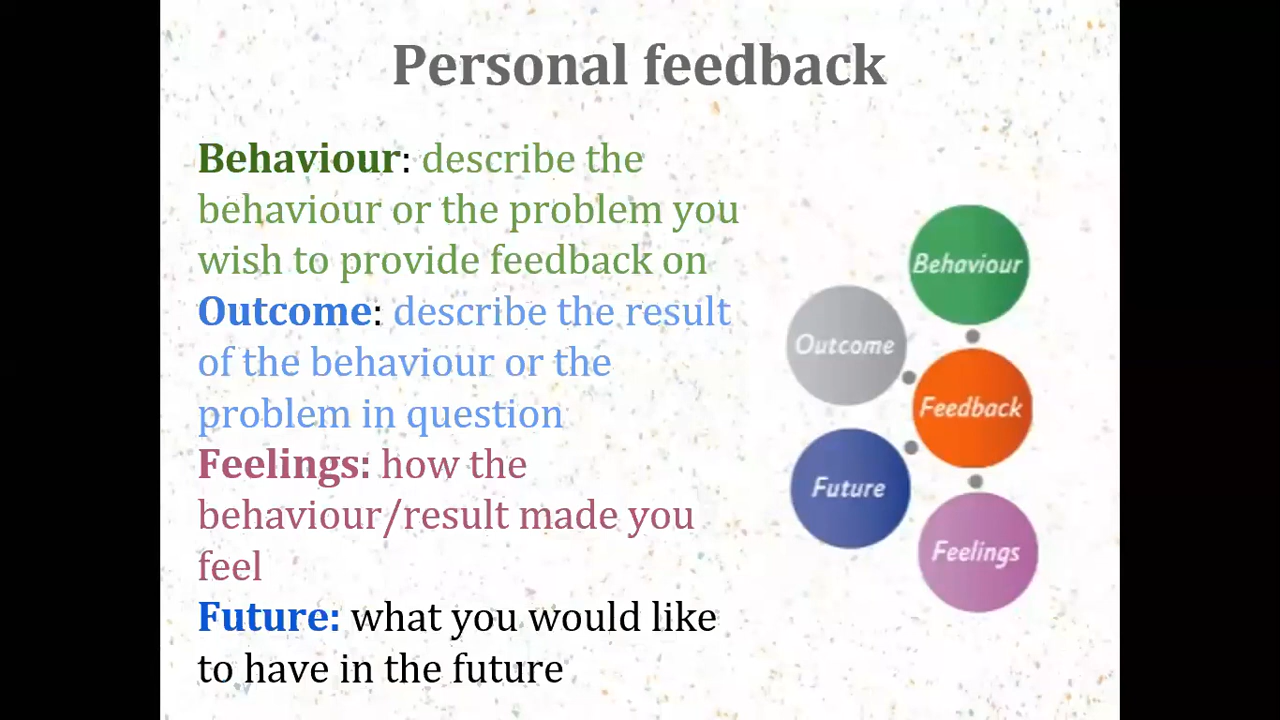 Personal feedback
Behaviour: describe the
behaviour or the problem you
wish to provide feedback on
Outcome: describe the result
of the behaviour or the
problem in question
Feelings: how the
behaviour/result made you
feel
Future: what you would like
to have in the future
Behaviour
Outcome
Feedback
Future
Feelings